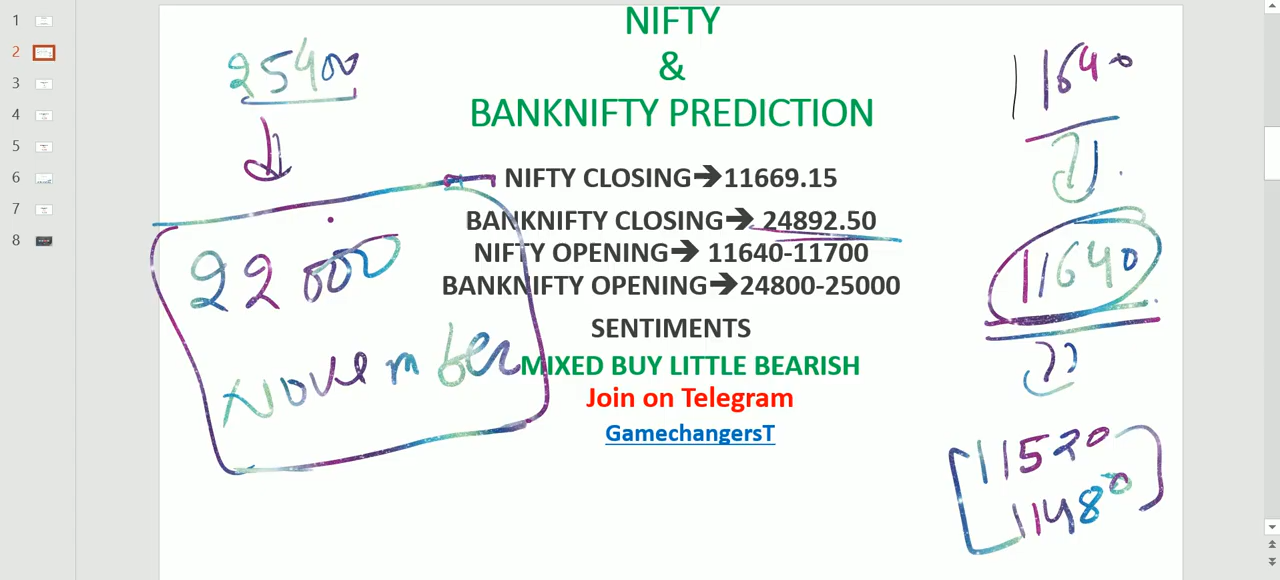 1
2
3
4
5
6
7
8
NIFTY
&
BANKNIFTY PREDICTION
NIFTY CLOSING→11669.15
BANKNIFTY CLOSING→ 24892.50
NIFTY OPENING→ 11640-11700
BANKNIFTY OPENING→24800-25000
SENTIMENTS
MIXED BUY LITTLE BEARISH
Join on Telegram
GamechangersT
25400
22000
November
11640
11640
11520
11480